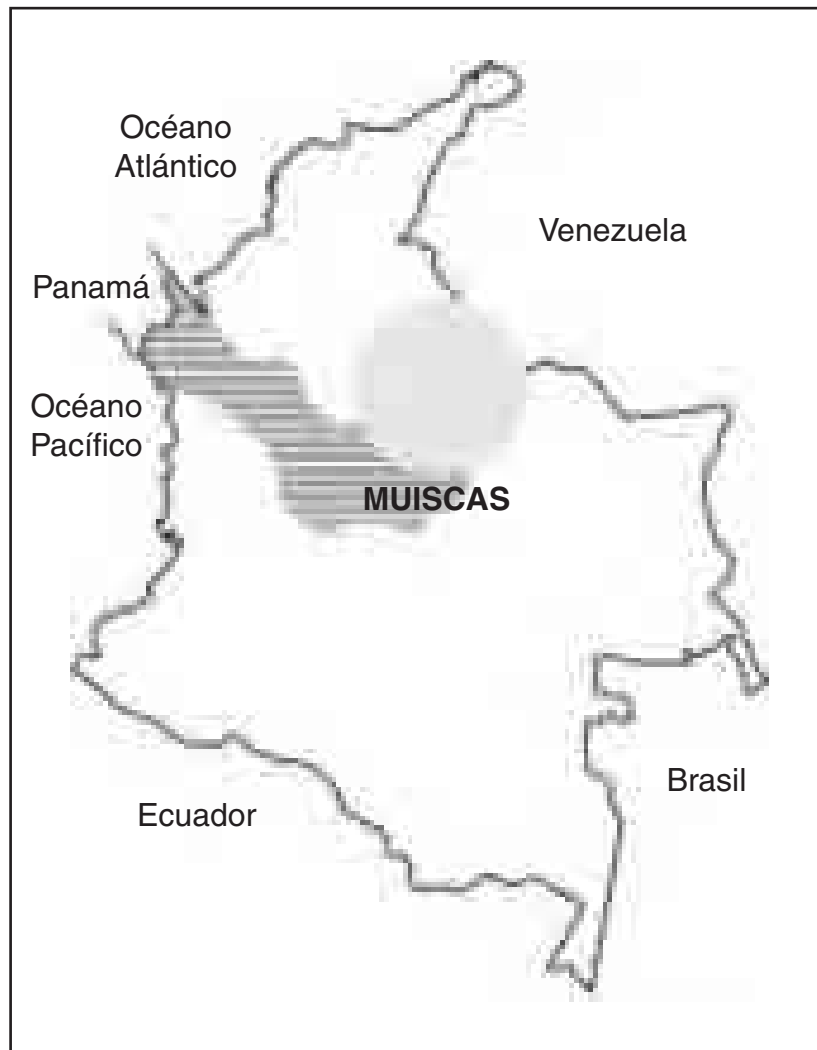 Océano
Atlántico
Venezuela
Panamá
Océano
Pacífico
MUISCAS
Brasil
Ecuador